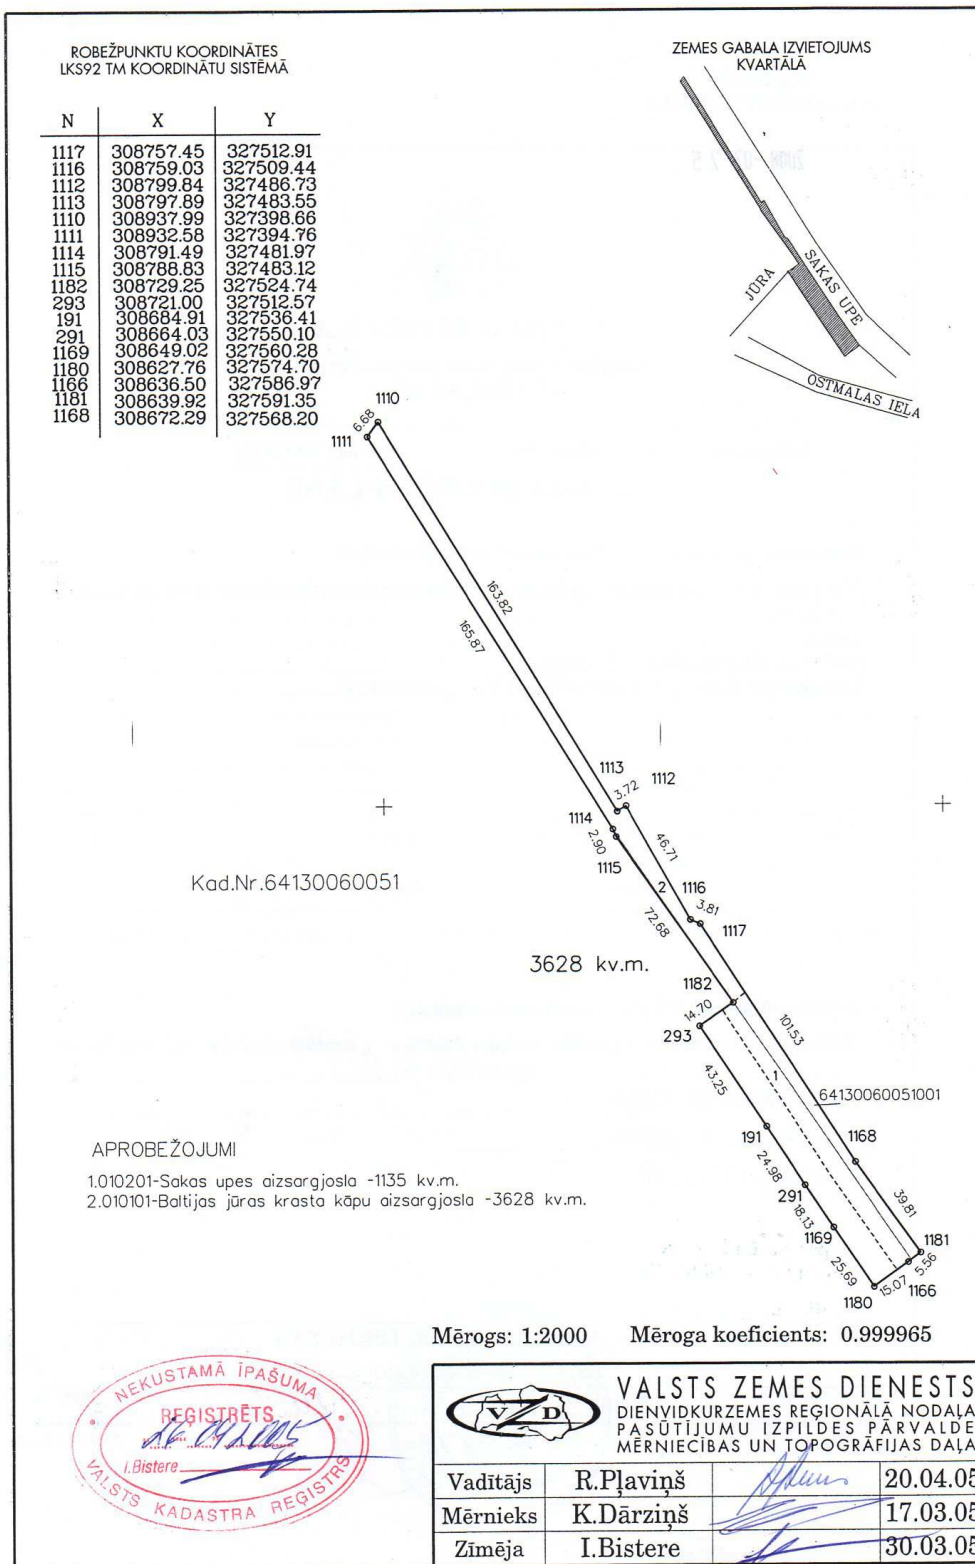 ROBEŽPUNKTU KOORDINĀTES
LKS92 TM KOORDINĀTU SISTĒMĀ
N X Y
1117 308757.45 327512.91
1116 308759.03 327509.44
1112 308799.84 327486.73
1113 308797.89 327483.55
1110 308937.99 327398.66
1111 308932.58 327394.76
1114 308791.49 327481.97
1115 308788.83 327483.12
1182 308729.25 327524.74
293 308721.00 327512.57
191 308684.91 327536.41
291 308664.03 327550.10
1169 308649.02 327560.28
1180 308627.76 327574.70
1166 308636.50 327586.97
1181 308639.92 327591.35
1168 308672.29 327568.20
ZEMES GABALA IZVIETOJUMS
KVARTĀLĀ
JŪRA
SAKAS UPE
OSTMALAS IELA
1110
6.68
1111
163.82
165.87
1113
1112
3.72
1114
2.90
1115
46.71
2
1116
3.81
72.68
1117
Kad.Nr.64130060051
3628 kv.m.
1182
14.70
293
101.53
43.25
1
64130060051001
191
1168
24.98
291
39.81
18.13
1169
1181
5.56
25.69
1166
15.07
1180
APROBEŽOJUMI
1.010201-Sakas upes aizsargjosla -1135 kv.m.
2.010101-Baltijas jūras krasta kāpu aizsargjosla -3628 kv.m.
Mērogs: 1:2000 Mēroga koeficients: 0.999965
NEKUSTAMĀ ĪPAŠUMA
REĢISTRĒTS
26 04 2005
I.Bistere
VALSTS KADASTRA REĢISTRS
VZD
VALSTS ZEMES DIENESTS
DIENVIDKURZEMES REĢIONĀLĀ NODAĻA
PASŪTĪJUMU IZPILDES PĀRVALDE
MĒRNIECĪBAS UN TOPOGRĀFIJAS DAĻA
Vadītājs R.Pļaviņš 20.04.05
Mērnieks K.Dārziņš 17.03.05
Zīmēja I.Bistere 30.03.05